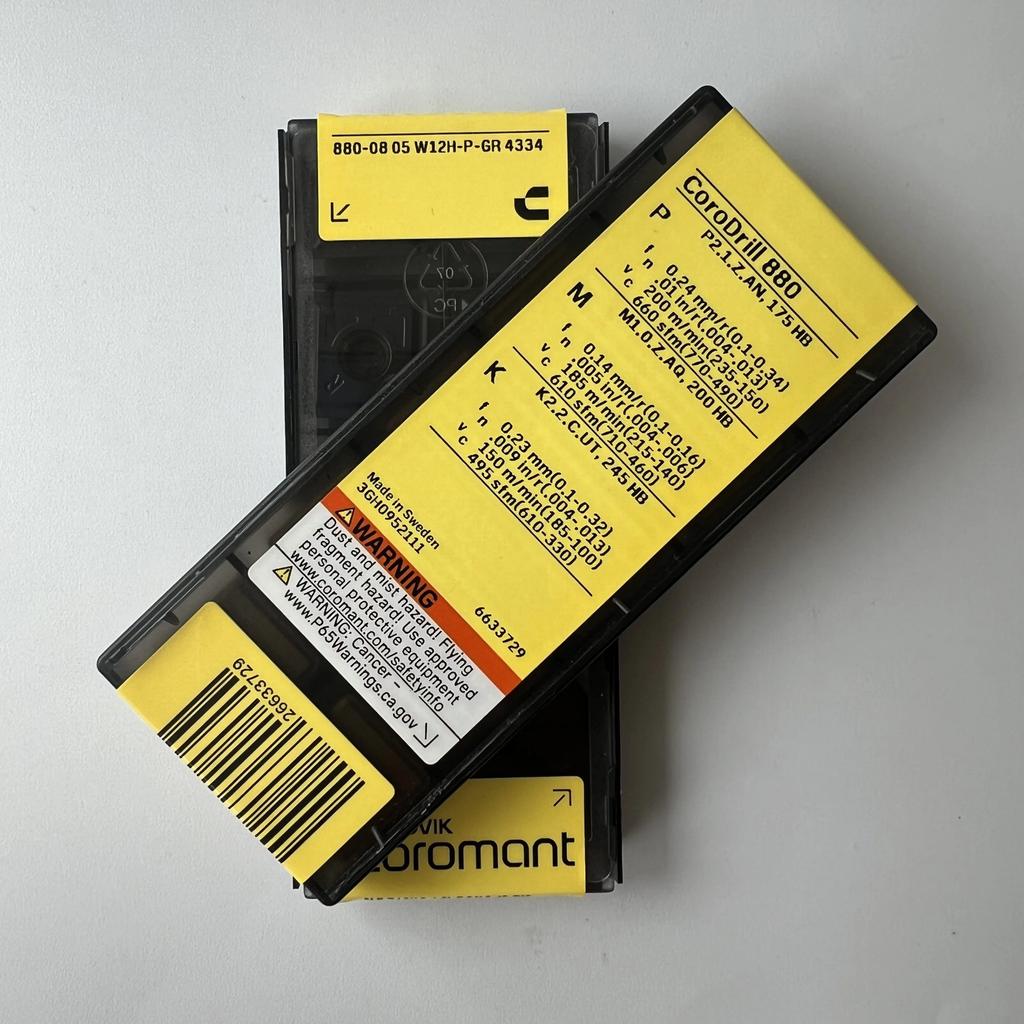 880-08 05 W12H-P-GR 4334
07
PC
CoroDrill 880
P2.1.Z.AN, 175 HB
P
fn 0,24 mm/r(0,1-0,34)
.01 in/r(.004-.013)
vc 200 m/min(235-150)
660 sfm(770-490)
M1.0.Z.AQ, 200 HB
M
fn 0,14 mm/r(0,1-0,16)
.005 in/r(.004-.006)
vc 185 m/min(215-140)
610 sfm(710-460)
K2.2.C.UT, 245 HB
K
fn 0,23 mm(0,1-0,32)
.009 in/r(.004-.013)
vc 150 m/min(185-100)
495 sfm(610-330)
Made in Sweden
3GH0952111
6633729
WARNING
Dust and mist hazard! Flying
fragment hazard! Use approved
personal protective equipment
www.coromant.com/safetyinfo
WARNING: Cancer -
www.P65Warnings.ca.gov
26633729
VIK
oromant